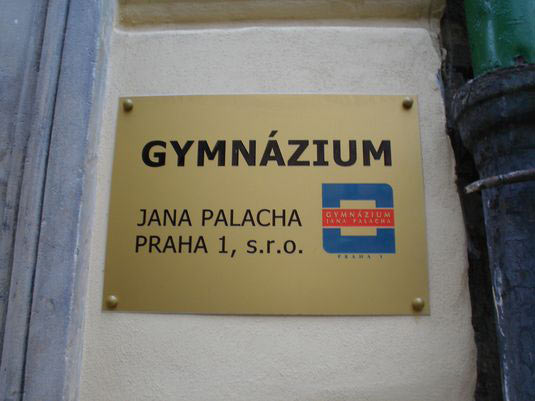 GYMNÁZIUM
JANA PALACHA
PRAHA 1, s.r.o.
GYMNÁZIUM
JANA PALACHA
PRAHA 1